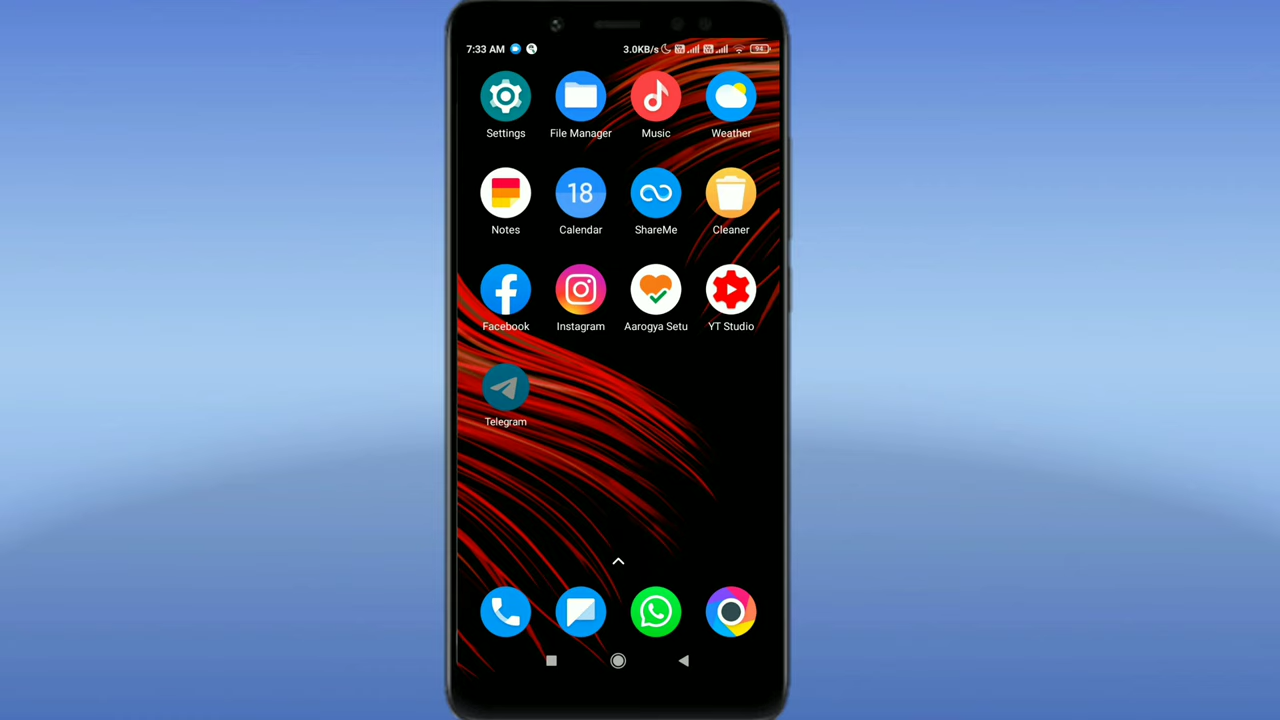 7:33 AM 3.0KB/s 94
Settings File Manager Music Weather
18
Notes Calendar ShareMe Cleaner
Facebook Instagram Aarogya Setu YT Studio
Telegram